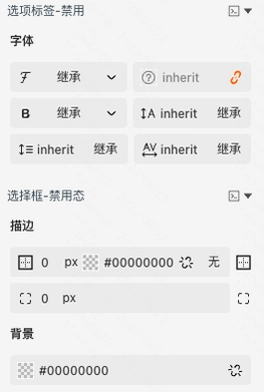 选项标签-禁用
字体
继承 inherit
B 继承 A inherit 继承
inherit 继承 AV inherit 继承
选择框-禁用态
描边
0 px #00000000 无
0 px
背景
#00000000